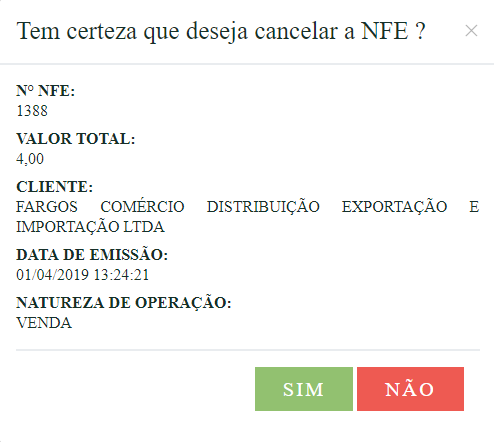 Tem certeza que deseja cancelar a NFE ?
×
Nº NFE:
1388
VALOR TOTAL:
4,00
CLIENTE:
FARGOS COMÉRCIO DISTRIBUIÇÃO EXPORTAÇÃO E
IMPORTAÇÃO LTDA
DATA DE EMISSÃO:
01/04/2019 13:24:21
NATUREZA DE OPERAÇÃO:
VENDA
SIM NÃO